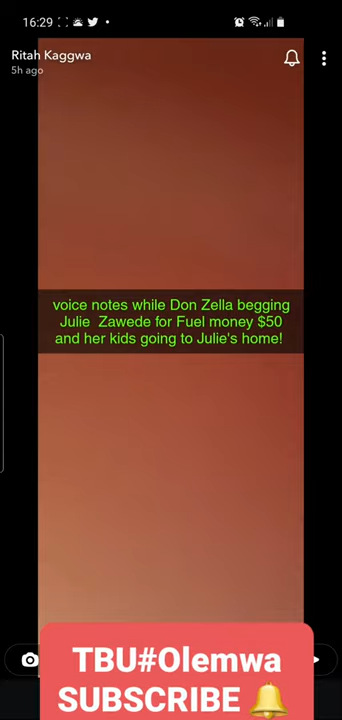 16:29
Ritah Kaggwa
5h ago
voice notes while Don Zella begging
Julie Zawede for Fuel money $50
and her kids going to Julie's home!
TBU#Olemwa
SUBSCRIBE